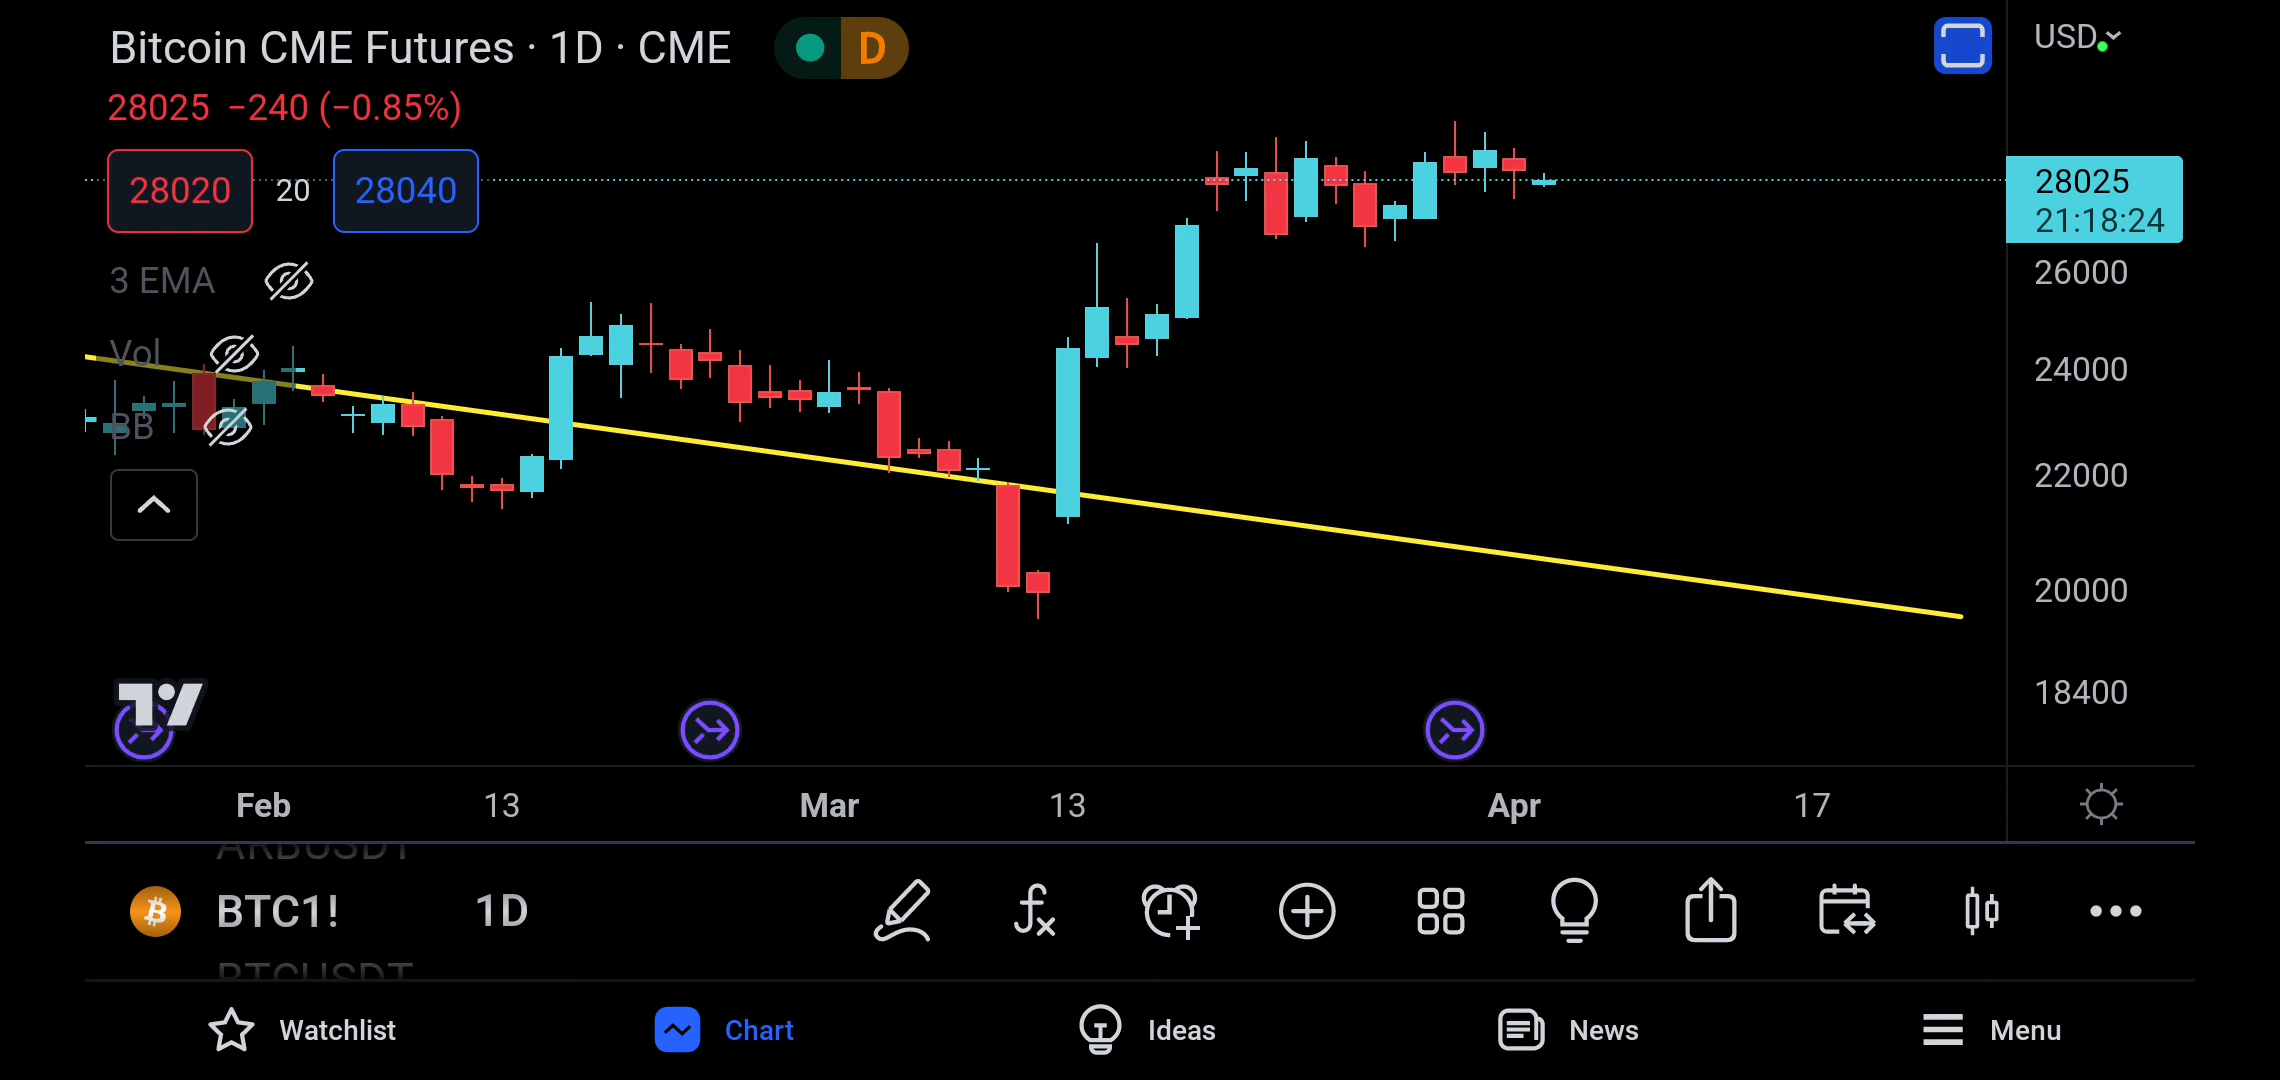 Bitcoin CME Futures · 1D · CME D
USD
28025 −240 (−0.85%)
28020 20 28040
28025
21:18:24
3 EMA
26000
Vol
24000
BB
22000
20000
18400
Feb 13 Mar 13 Apr 17
ARBUSDT
BTC1! 1D
BTCUSDT
Watchlist Chart Ideas News Menu